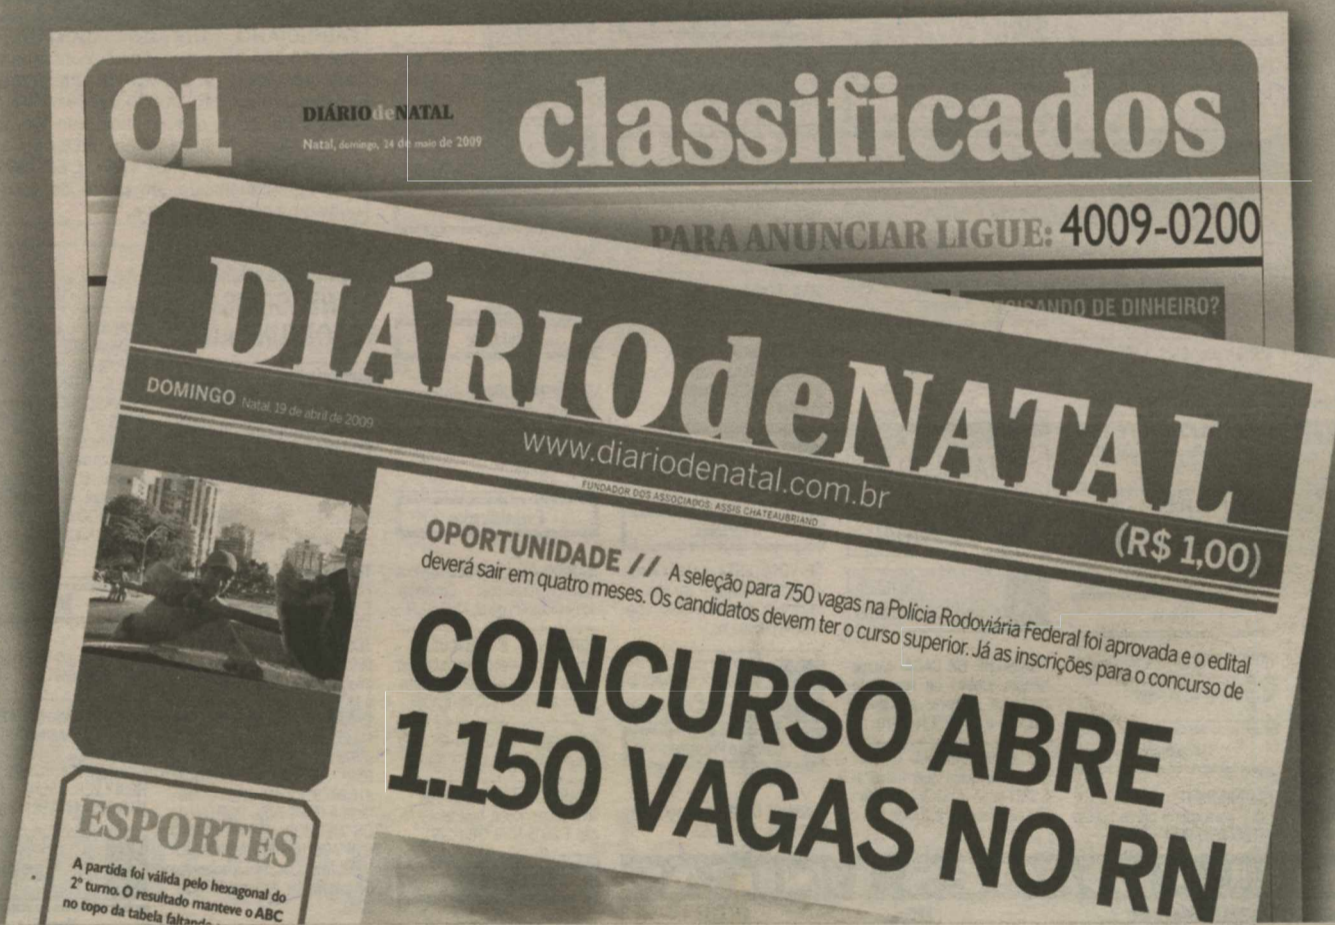 01
DIÁRIOdeNATAL
Natal, domingo, 24 de maio de 2009
classificados
PARA ANUNCIAR LIGUE: 4009-0200
DE DINHEIRO?
DIÁRIOdeNATAL
DOMINGO Natal, 19 de abril de 2009
www.diariodenatal.com.br
FUNDADOR DOS ASSOCIADOS: ASSIS CHATEAUBRIAND
(R$ 1,00)
OPORTUNIDADE // A seleção para 750 vagas na Polícia Rodoviária Federal foi aprovada e o edital
deverá sair em quatro meses. Os candidatos devem ter o curso superior. Já as inscrições para o concurso de
CONCURSO ABRE
1.150 VAGAS NO RN
ESPORTES
A partida foi válida pelo hexagonal do
2º turno. O resultado manteve o ABC
no topo da tabela faltando